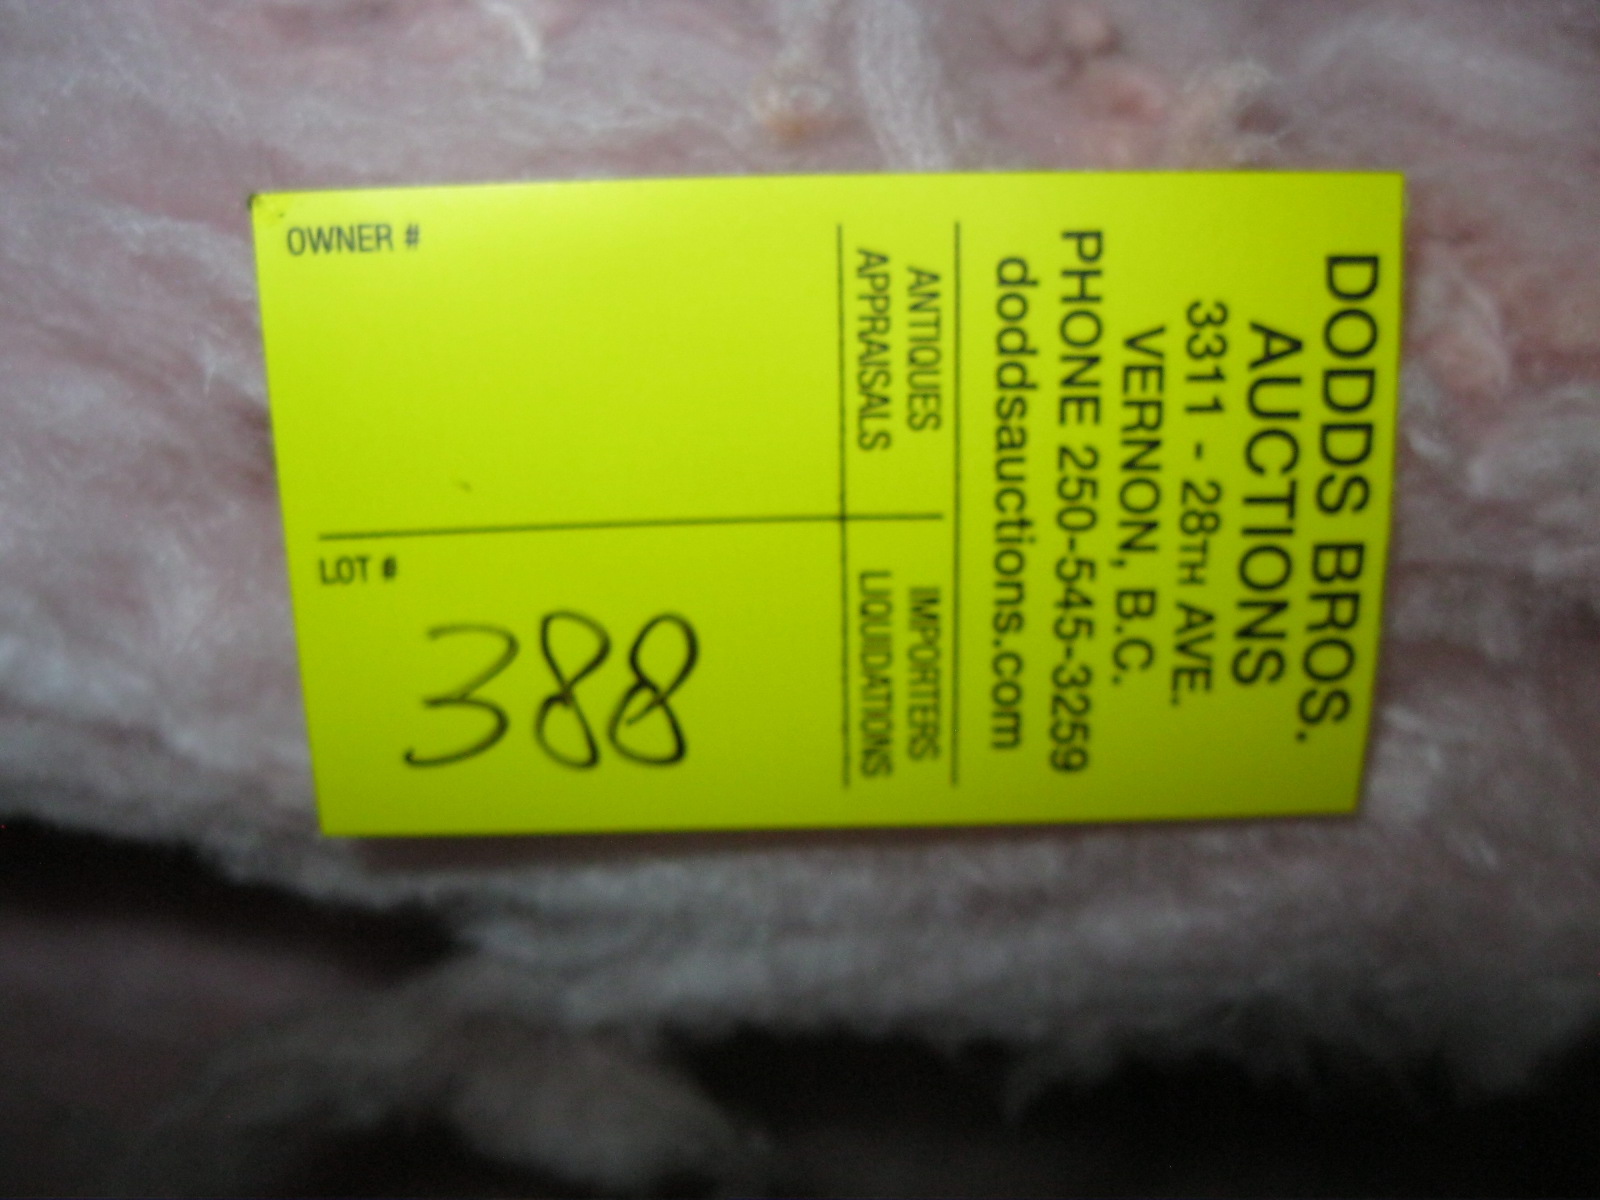 DODDS BROS.
AUCTIONS
3311 - 28TH AVE.
VERNON, B.C.
PHONE 250-545-3259
doddsauctions.com
ANTIQUES
APPRAISALS
IMPORTERS
LIQUIDATIONS
OWNER #
LOT #
388